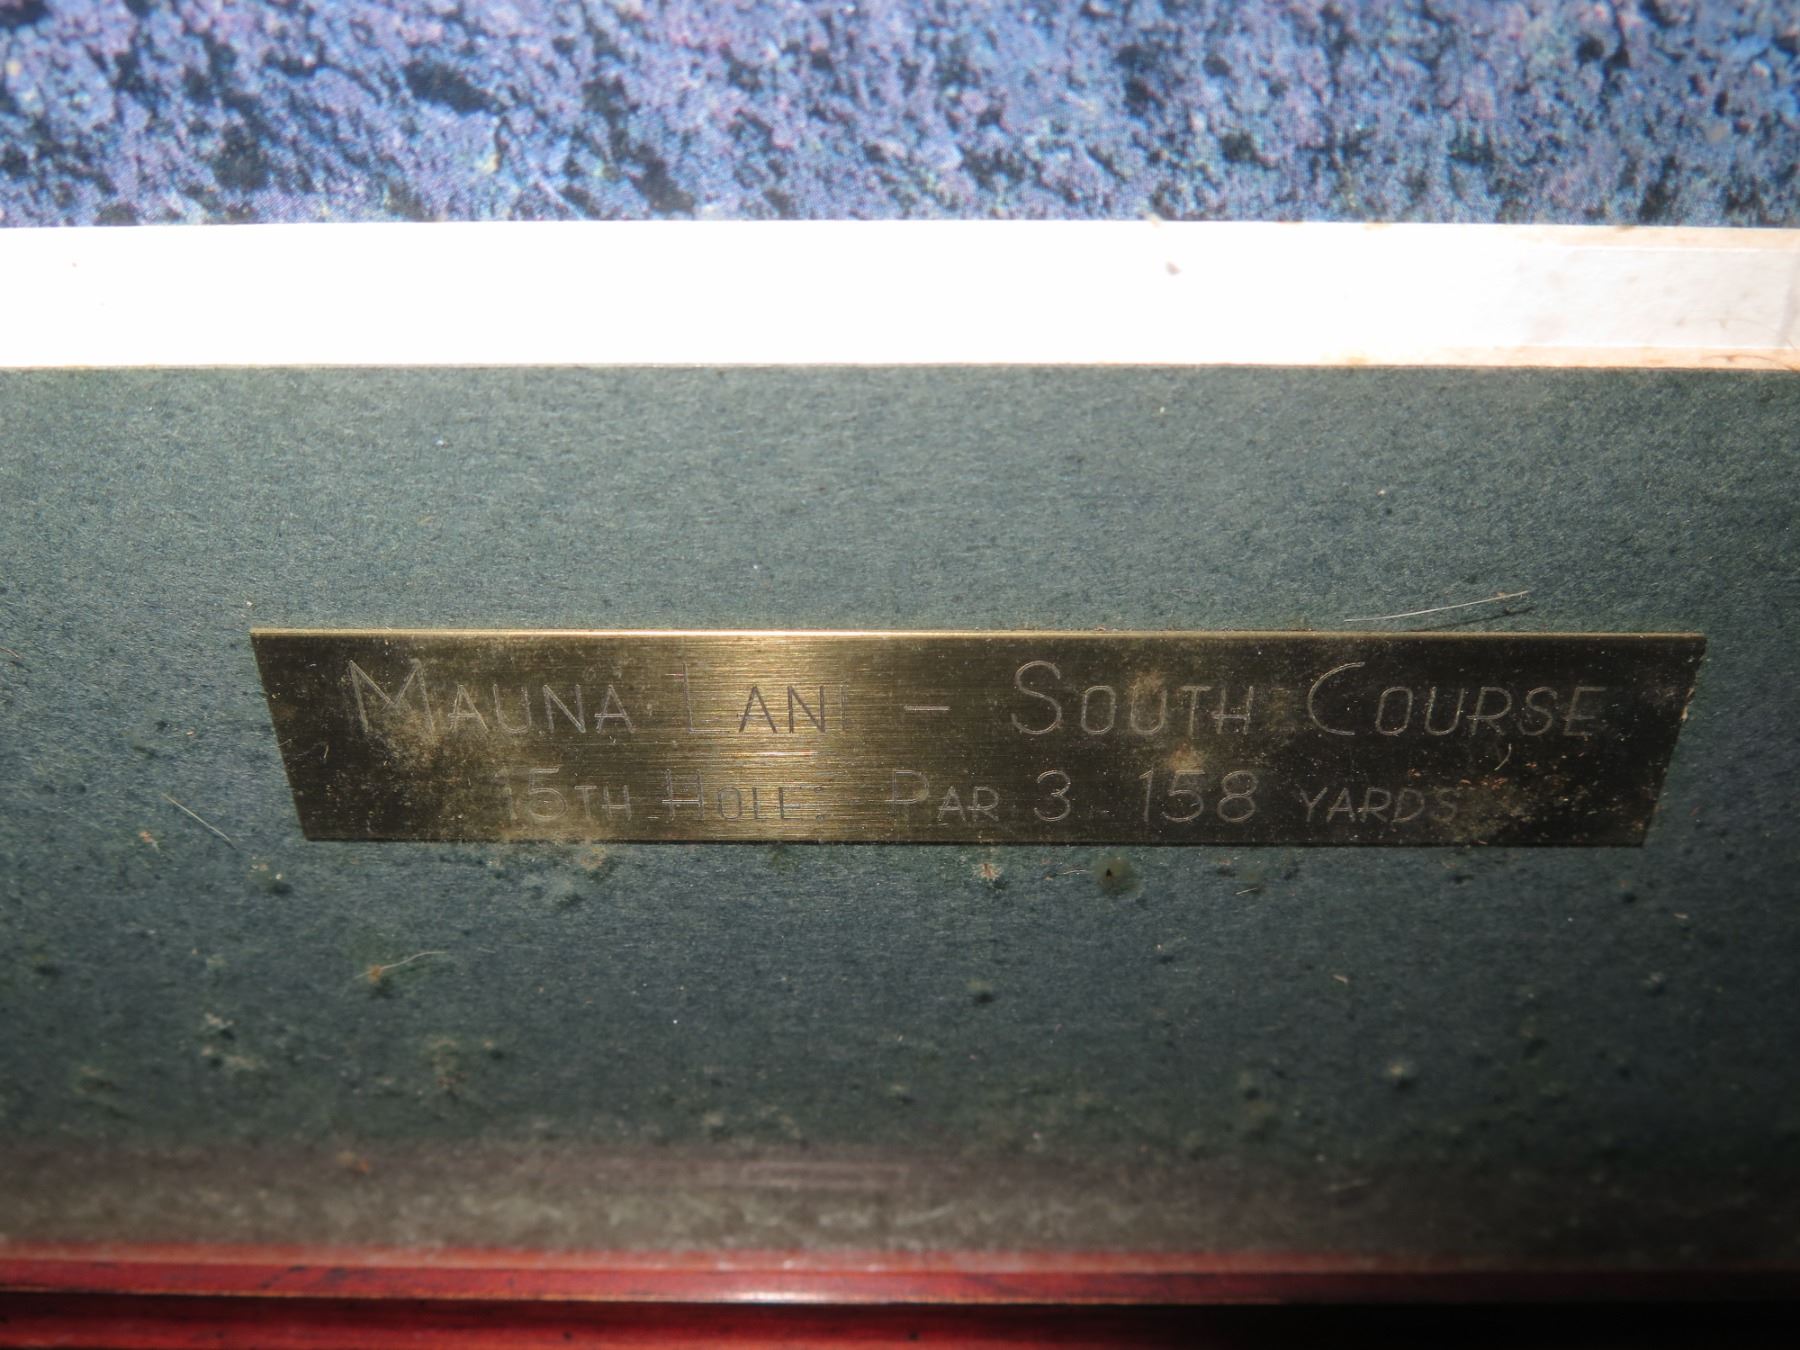 Mauna Lani - South Course
15th Hole: Par 3 158 yards